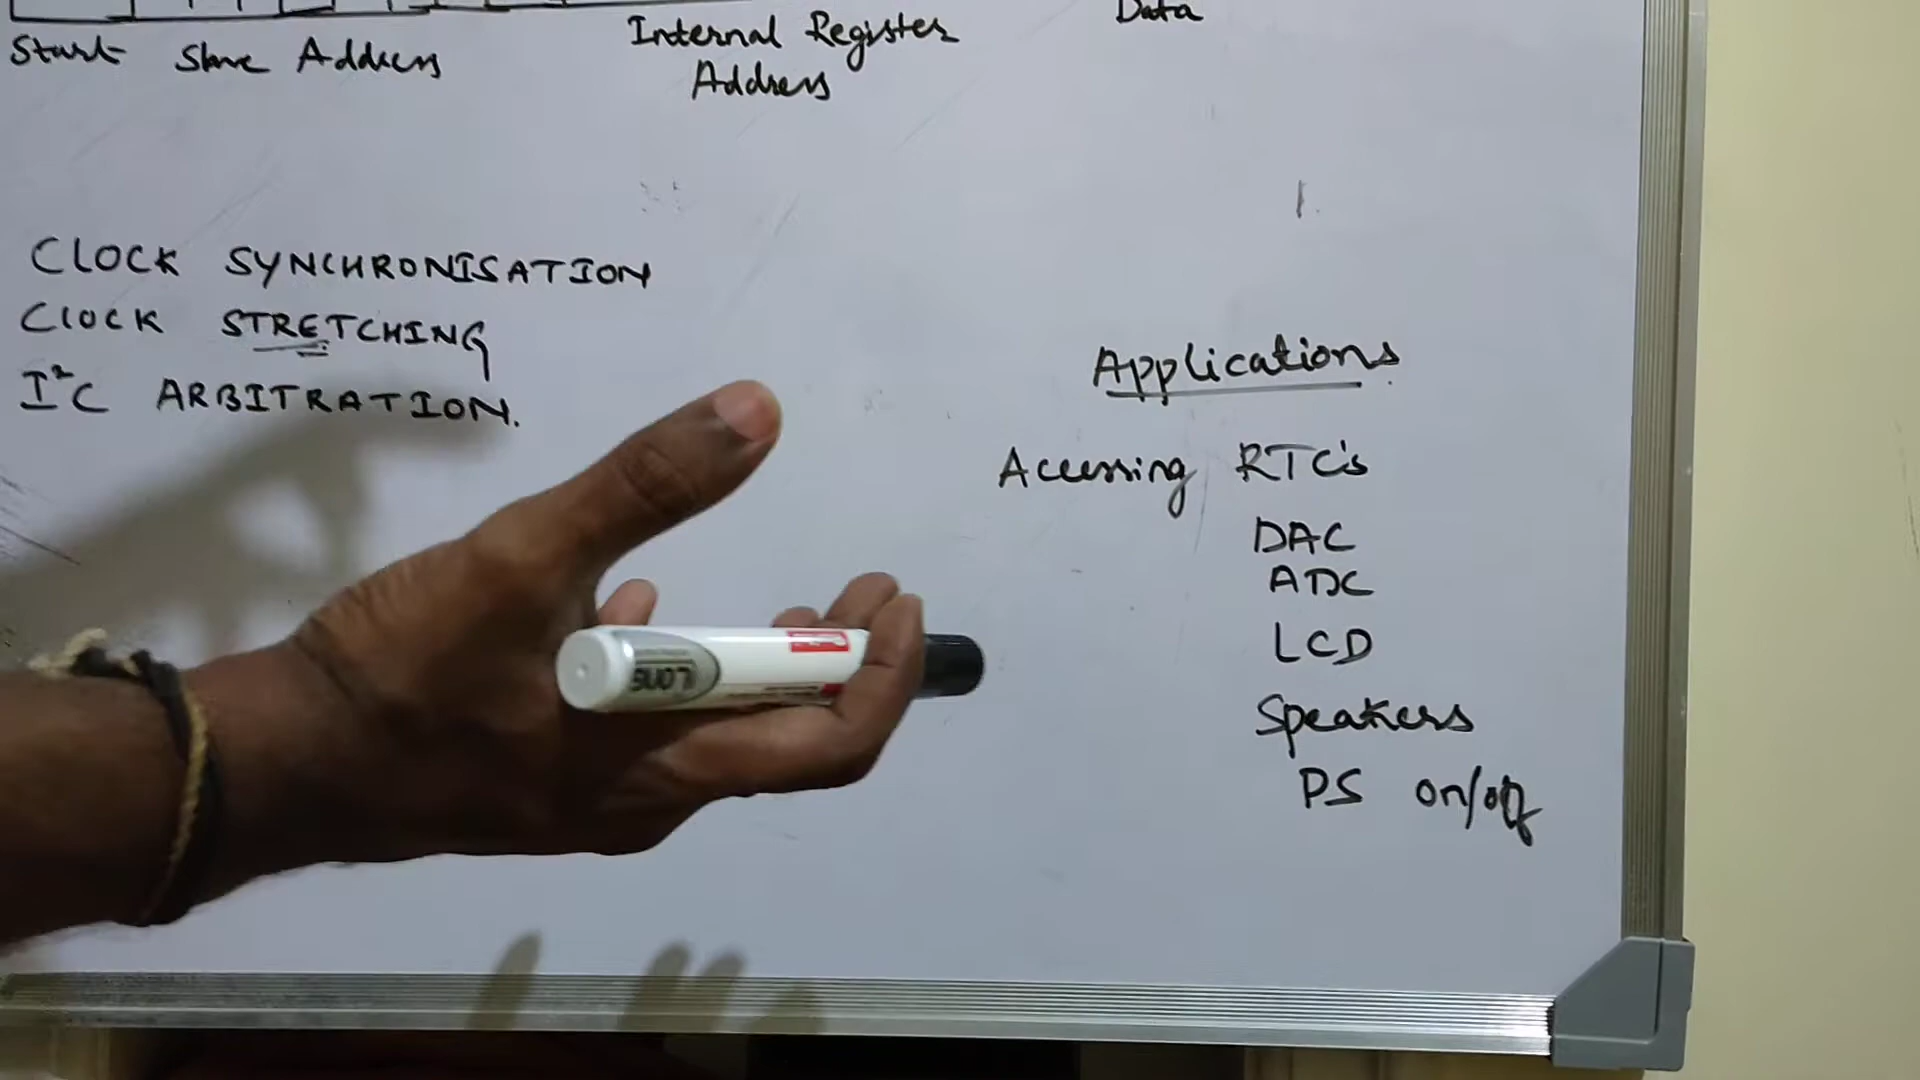 Start Slave Address
Internal Register
Address
Data
CLOCK SYNCHRONISATION
CLOCK STRETCHING
I²C ARBITRATION.
Applications
Accessing RTC's
DAC
ADC
LCD
Speakers
PS on/off